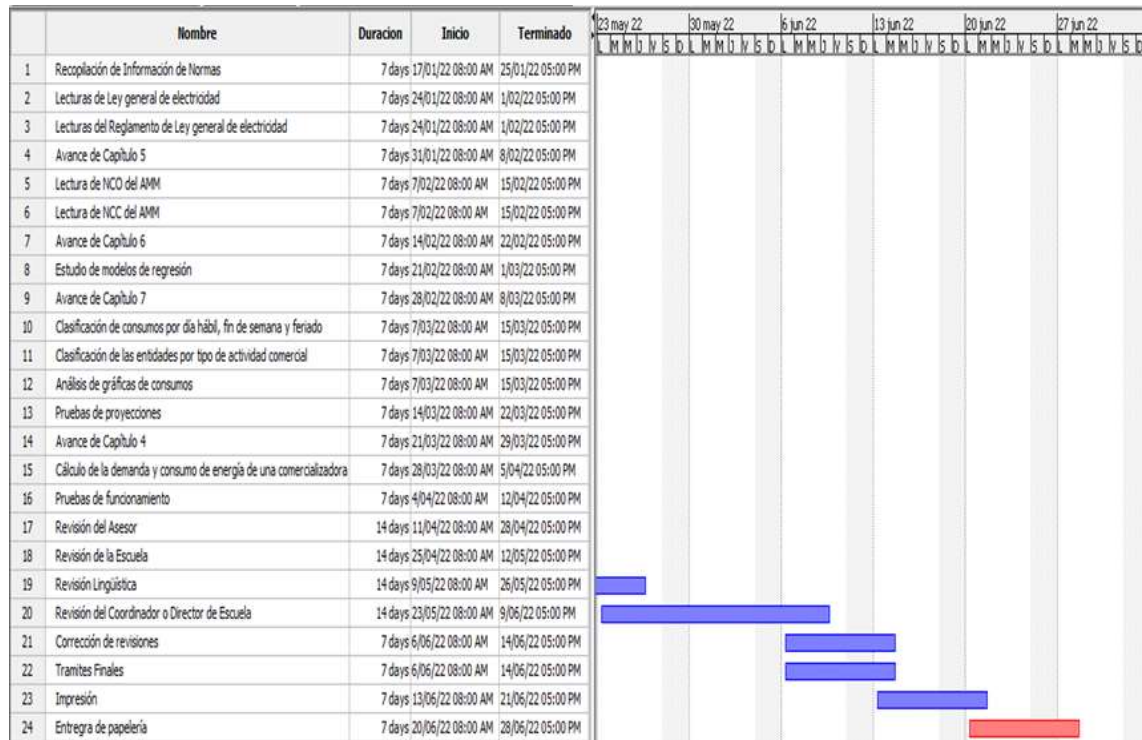 Nombre Duracion Inicio Terminado 23 may 22 30 may 22 6 jun 22 13 jun 22 20 jun 22 27 jun 22
L M M J V S D L M M J V S D L M M J V S D L M M J V S D L M M J V S D L M M J V S D
1 Recopilación de Información de Normas 7 days 17/01/22 08:00 AM 25/01/22 05:00 PM
2 Lecturas de Ley general de electricidad 7 days 24/01/22 08:00 AM 1/02/22 05:00 PM
3 Lecturas del Reglamento de Ley general de electricidad 7 days 24/01/22 08:00 AM 1/02/22 05:00 PM
4 Avance de Capítulo 5 7 days 31/01/22 08:00 AM 8/02/22 05:00 PM
5 Lectura de NCO del AMM 7 days 7/02/22 08:00 AM 15/02/22 05:00 PM
6 Lectura de NCC del AMM 7 days 7/02/22 08:00 AM 15/02/22 05:00 PM
7 Avance de Capítulo 6 7 days 14/02/22 08:00 AM 22/02/22 05:00 PM
8 Estudio de modelos de regresión 7 days 21/02/22 08:00 AM 1/03/22 05:00 PM
9 Avance de Capítulo 7 7 days 28/02/22 08:00 AM 8/03/22 05:00 PM
10 Clasificación de consumos por día hábil, fin de semana y feriado 7 days 7/03/22 08:00 AM 15/03/22 05:00 PM
11 Clasificación de las entidades por tipo de actividad comercial 7 days 7/03/22 08:00 AM 15/03/22 05:00 PM
12 Análisis de gráficas de consumos 7 days 7/03/22 08:00 AM 15/03/22 05:00 PM
13 Pruebas de proyecciones 7 days 14/03/22 08:00 AM 22/03/22 05:00 PM
14 Avance de Capítulo 4 7 days 21/03/22 08:00 AM 29/03/22 05:00 PM
15 Cálculo de la demanda y consumo de energía de una comercializadora 7 days 28/03/22 08:00 AM 5/04/22 05:00 PM
16 Pruebas de funcionamiento 7 days 4/04/22 08:00 AM 12/04/22 05:00 PM
17 Revisión del Asesor 14 days 11/04/22 08:00 AM 28/04/22 05:00 PM
18 Revisión de la Escuela 14 days 25/04/22 08:00 AM 12/05/22 05:00 PM
19 Revisión Lingüística 14 days 9/05/22 08:00 AM 26/05/22 05:00 PM
20 Revisión del Coordinador o Director de Escuela 14 days 23/05/22 08:00 AM 9/06/22 05:00 PM
21 Corrección de revisiones 7 days 6/06/22 08:00 AM 14/06/22 05:00 PM
22 Tramites Finales 7 days 6/06/22 08:00 AM 14/06/22 05:00 PM
23 Impresión 7 days 13/06/22 08:00 AM 21/06/22 05:00 PM
24 Entregra de papelería 7 days 20/06/22 08:00 AM 28/06/22 05:00 PM